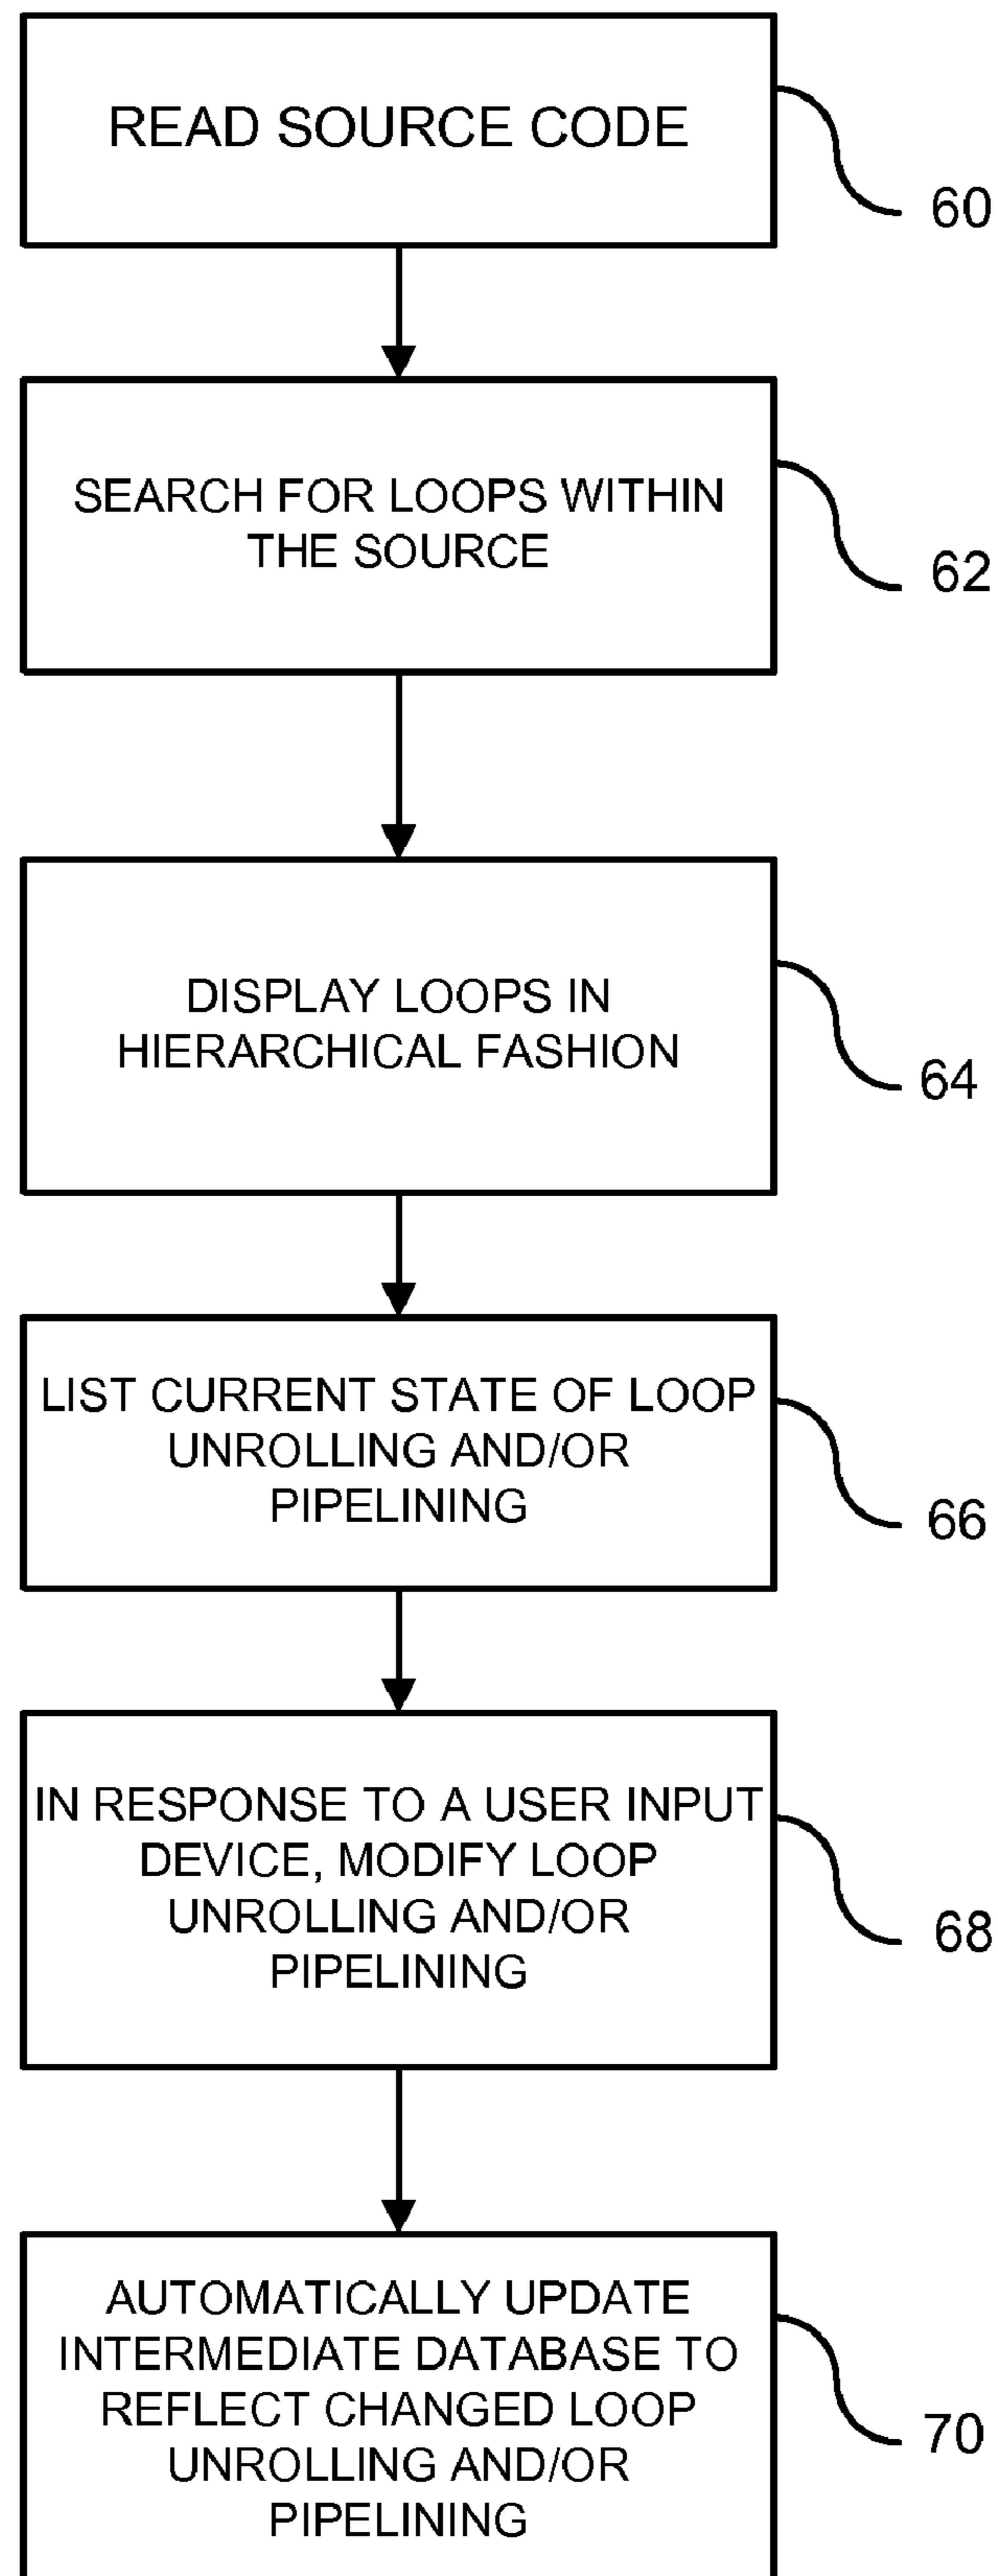 READ SOURCE CODE
60
SEARCH FOR LOOPS WITHIN
THE SOURCE
62
DISPLAY LOOPS IN
HIERARCHICAL FASHION
64
LIST CURRENT STATE OF LOOP
UNROLLING AND/OR
PIPELINING
66
IN RESPONSE TO A USER INPUT
DEVICE, MODIFY LOOP
UNROLLING AND/OR
PIPELINING
68
AUTOMATICALLY UPDATE
INTERMEDIATE DATABASE TO
REFLECT CHANGED LOOP
UNROLLING AND/OR
PIPELINING
70